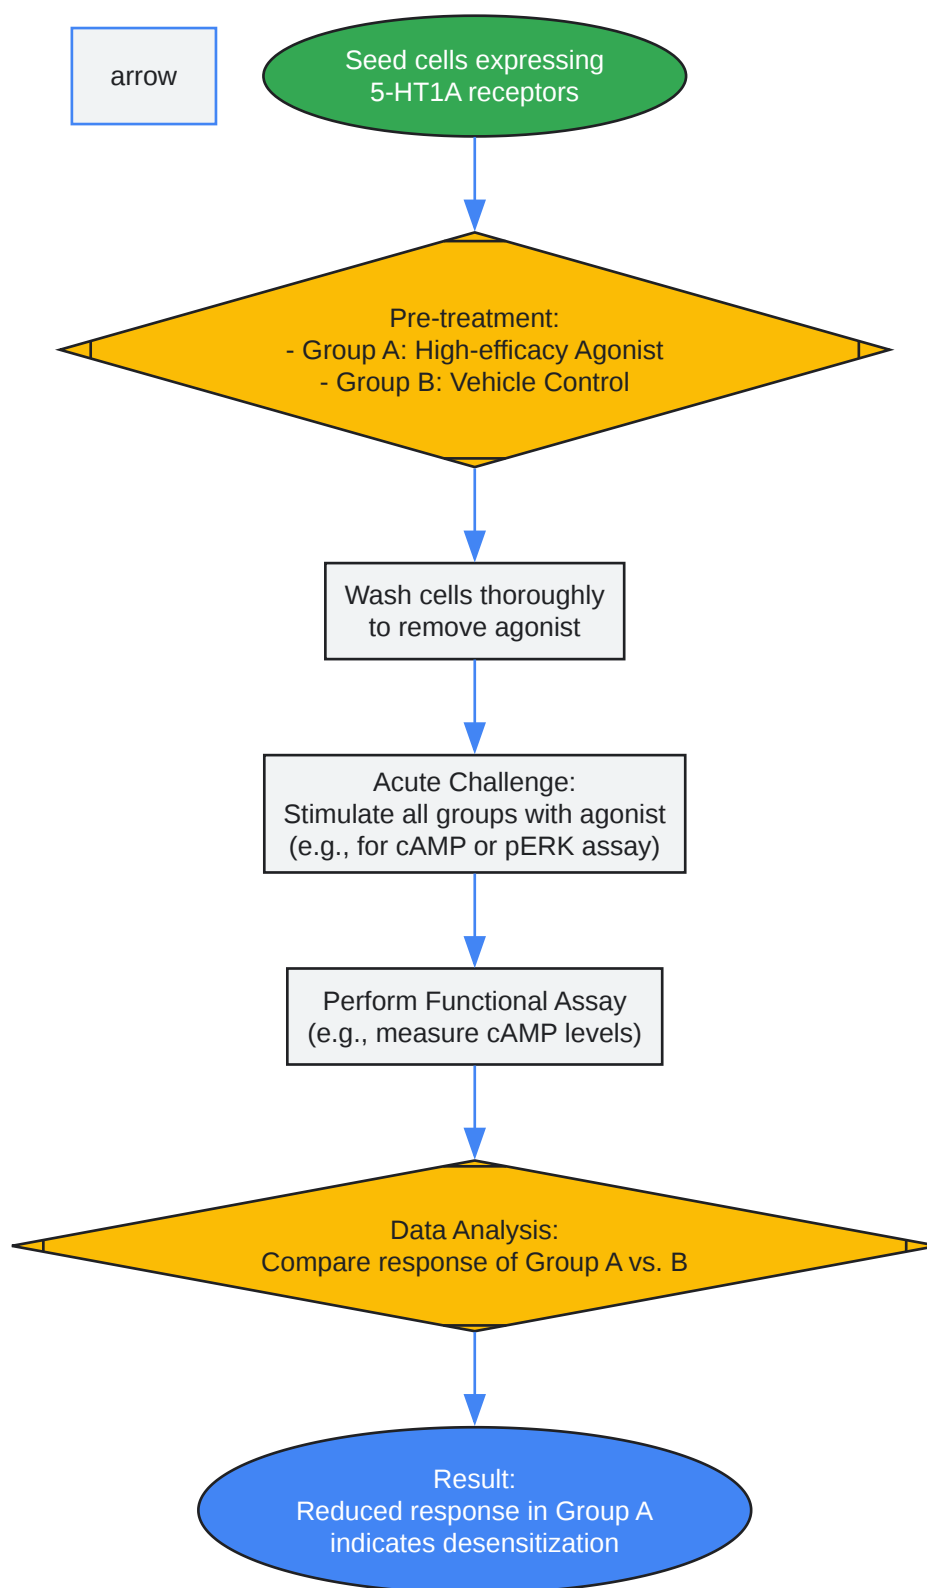 arrow
Seed cells expressing
5-HT1A receptors
Pre-treatment:
- Group A: High-efficacy Agonist
- Group B: Vehicle Control
Wash cells thoroughly
to remove agonist
Acute Challenge:
Stimulate all groups with agonist
(e.g., for cAMP or pERK assay)
Perform Functional Assay
(e.g., measure cAMP levels)
Data Analysis:
Compare response of Group A vs. B
Result:
Reduced response in Group A
indicates desensitization